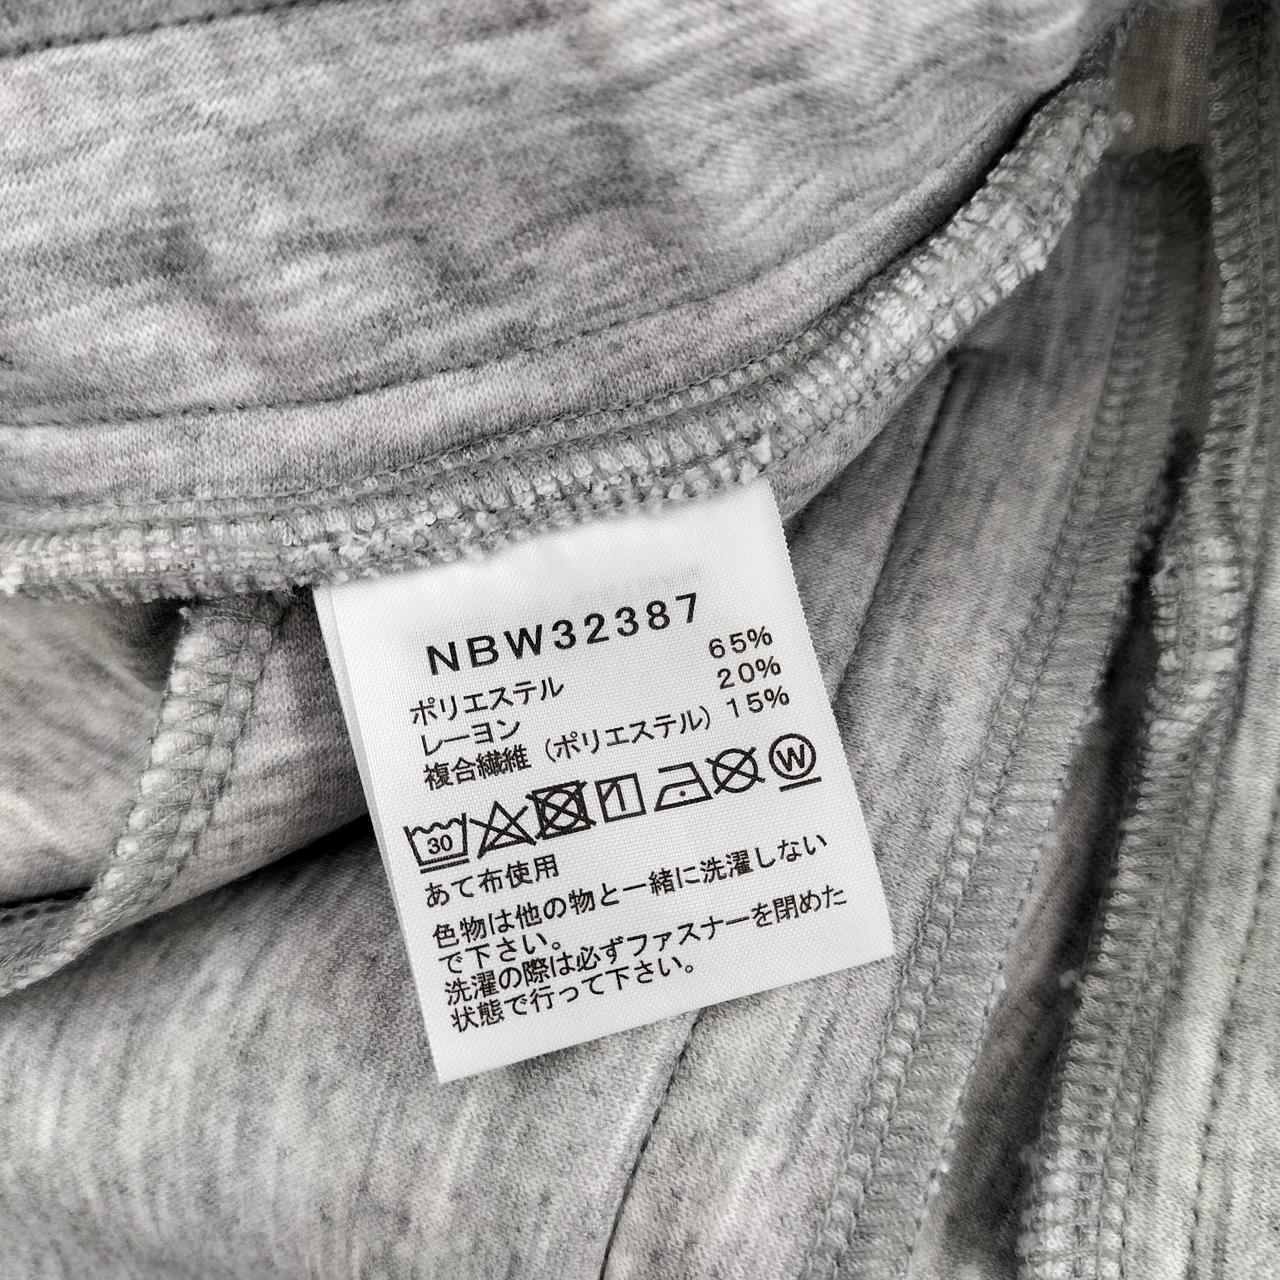 NBW32387
ポリエステル 65%
レーヨン 20%
複合繊維（ポリエステル） 15%
30 W
あて布使用
色物は他の物と一緒に洗濯しない
で下さい。
洗濯の際は必ずファスナーを閉めた
状態で行って下さい。